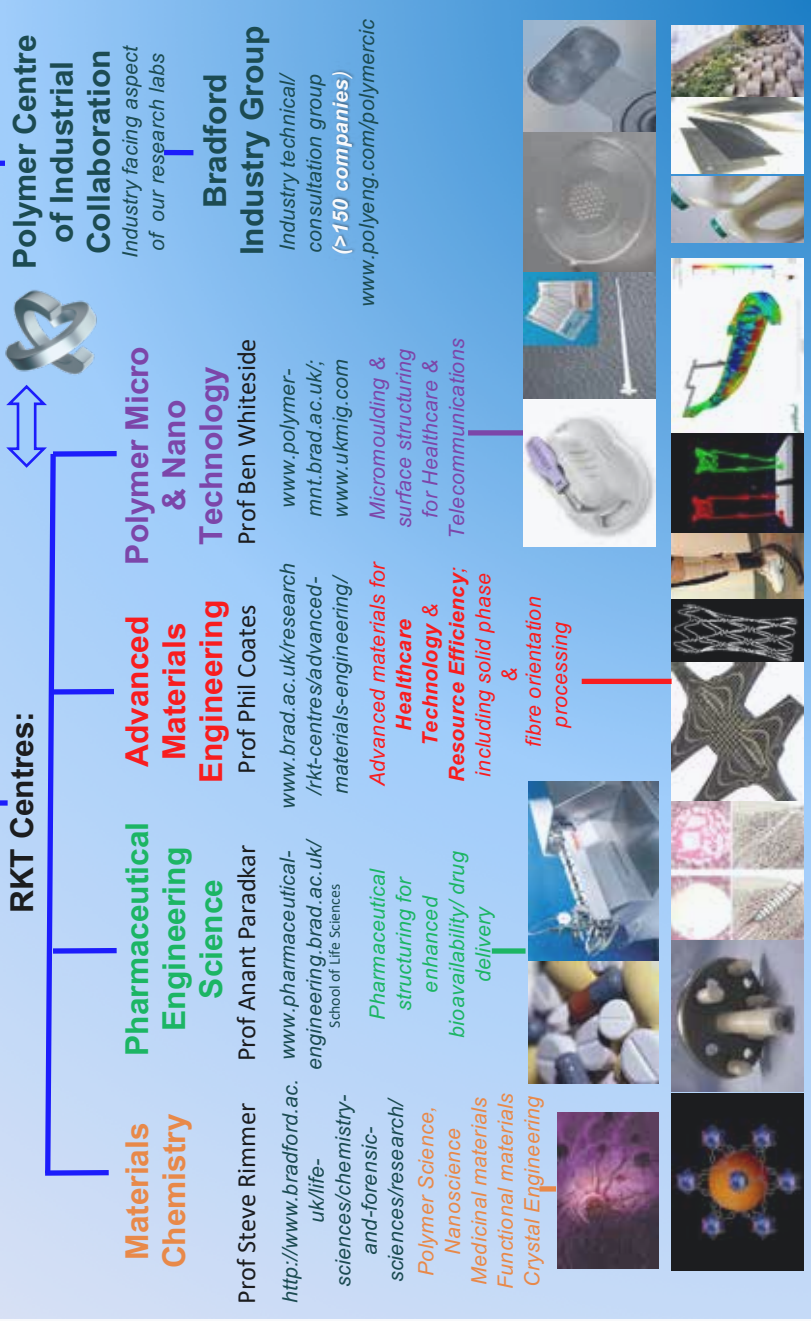 RKT Centres:
Materials
Chemistry
Prof Steve Rimmer
http://www.bradford.ac.
uk/life-
sciences/chemistry-
and-forensic-
sciences/research/
Polymer Science,
Nanoscience
Medicinal materials
Functional materials
Crystal Engineering
Pharmaceutical
Engineering
Science
Prof Anant Paradkar
www.pharmaceutical-
engineering.brad.ac.uk/
School of Life Sciences
Pharmaceutical
structuring for
enhanced
bioavailability/ drug
delivery
Advanced
Materials
Engineering
Prof Phil Coates
www.brad.ac.uk/research
/rkt-centres/advanced-
materials-engineering/
Advanced materials for
Healthcare
Technology &
Resource Efficiency;
including solid phase
&
fibre orientation
processing
Polymer Micro
& Nano
Technology
Prof Ben Whiteside
www.polymer-
mnt.brad.ac.uk/;
www.ukmig.com
Micromoulding &
surface structuring
for Healthcare &
Telecommunications
Polymer Centre
of Industrial
Collaboration
Industry facing aspect
of our research labs
Bradford
Industry Group
Industry technical/
consultation group
(>150 companies)
www.polyeng.com/polymercic